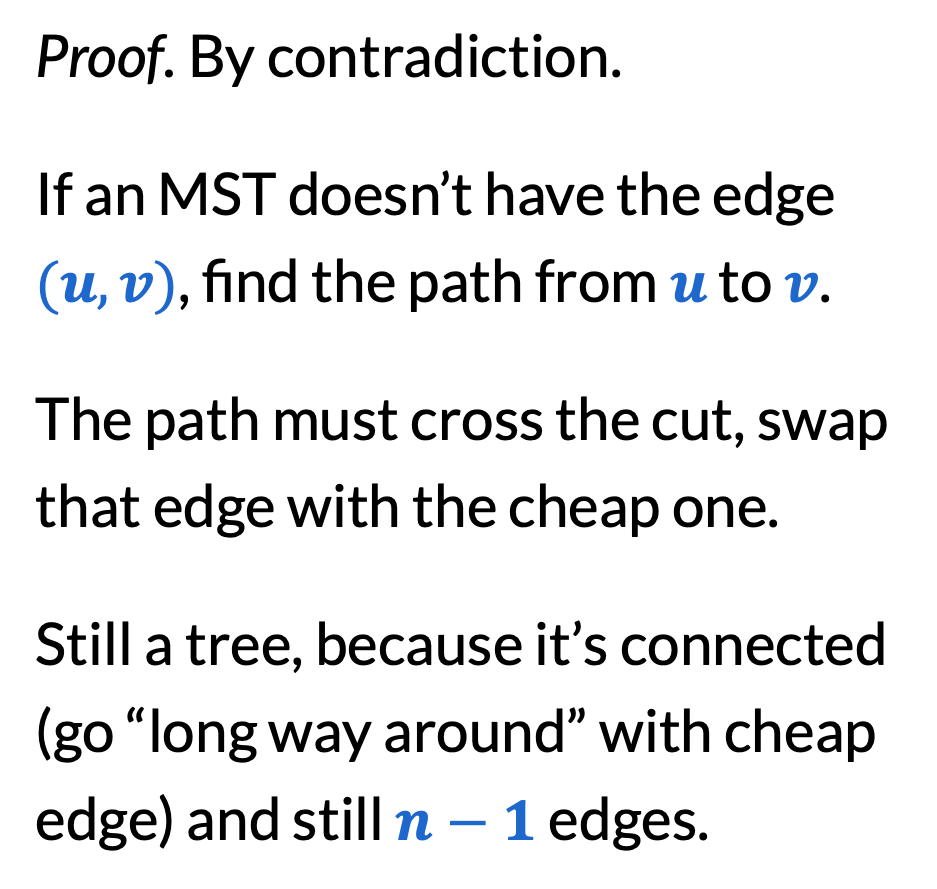 Proof. By contradiction.
If an MST doesn’t have the edge
(u, v), find the path from u to v.
The path must cross the cut, swap
that edge with the cheap one.
Still a tree, because it’s connected
(go “long way around” with cheap
edge) and still n − 1 edges.